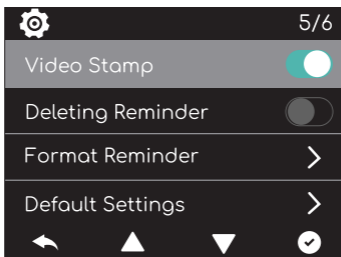 5/6
Video Stamp
Deleting Reminder
Format Reminder
Default Settings